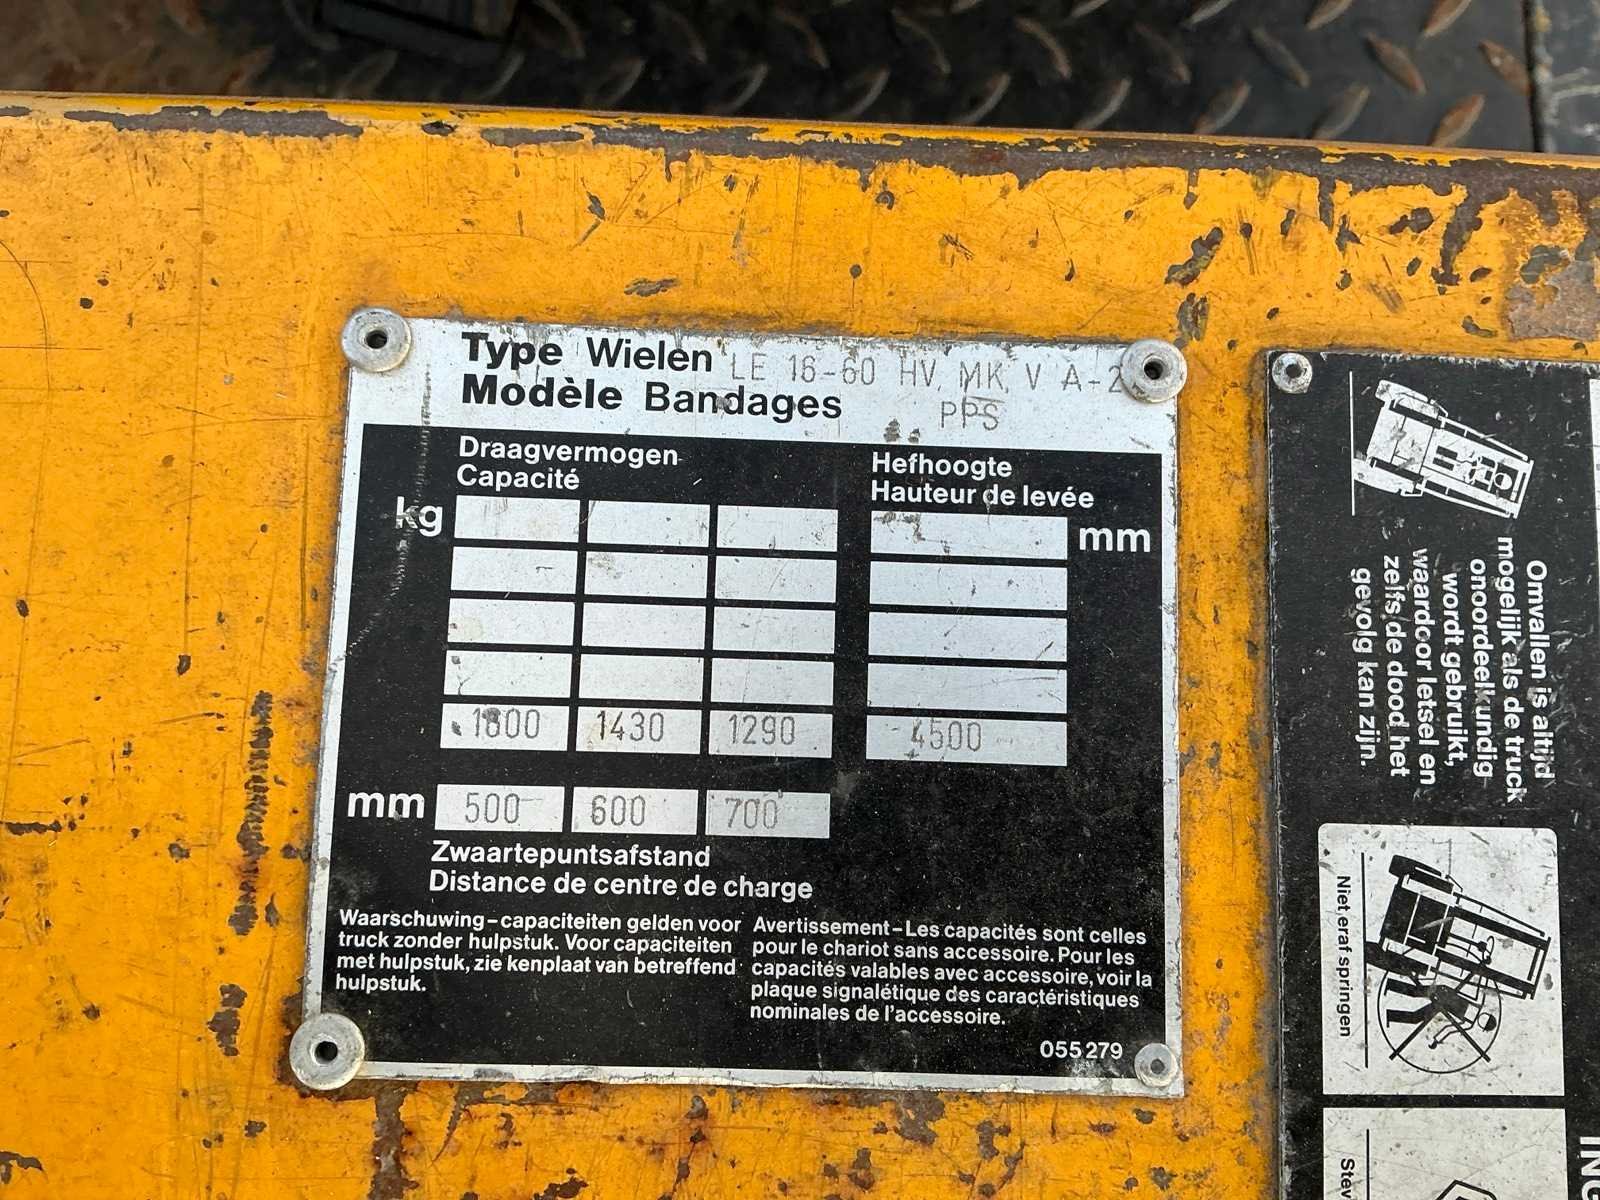 Type Wielen LE 16-60 HV, MK, V A-2
Modèle Bandages PPS
Draagvermogen
Capacité
Hefhoogte
Hauteur de levée
kg
mm
1600 1430 1290 4500
mm 500 600 700
Zwaartepuntsafstand
Distance de centre de charge
Waarschuwing – capaciteiten gelden voor
truck zonder hulpstuk. Voor capaciteiten
met hulpstuk, zie kenplaat van betreffend
hulpstuk.
Avertissement – Les capacités sont celles
pour le chariot sans accessoire. Pour les
capacités valables avec accessoire, voir la
plaque signalétique des caractéristiques
nominales de l'accessoire.
055 279
Omvallen is altijd
mogelijk als de truck
onoordeelkundig
wordt gebruikt,
waardoor letsel en
zelfs de dood het
gevolg kan zijn.
Niet eraf springen